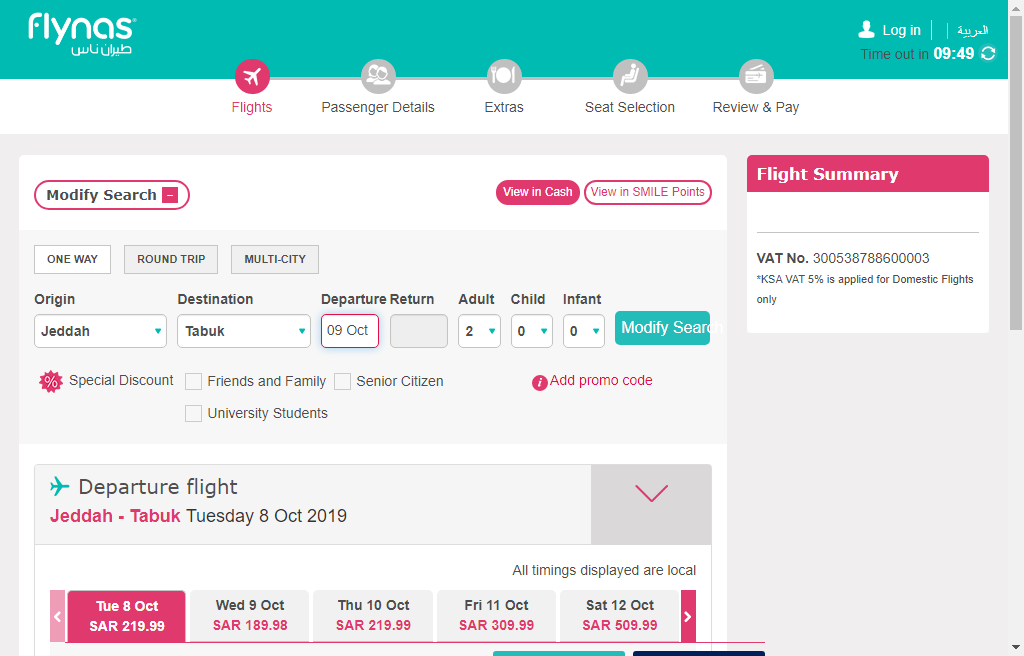 flynas
طيران ناس
Log in
العربية
Time out in 09:49
Flights
Passenger Details
Extras
Seat Selection
Review & Pay
Modify Search
View in Cash
View in SMILE Points
Flight Summary
ONE WAY
ROUND TRIP
MULTI-CITY
VAT No. 300538788600003
*KSA VAT 5% is applied for Domestic Flights
only
Origin
Destination
Departure
Return
Adult
Child
Infant
Jeddah
Tabuk
09 Oct
2
0
0
Modify Search
Special Discount
Friends and Family
Senior Citizen
Add promo code
University Students
Departure flight
Jeddah - Tabuk Tuesday 8 Oct 2019
All timings displayed are local
Tue 8 Oct
SAR 219.99
Wed 9 Oct
SAR 189.98
Thu 10 Oct
SAR 219.99
Fri 11 Oct
SAR 309.99
Sat 12 Oct
SAR 509.99